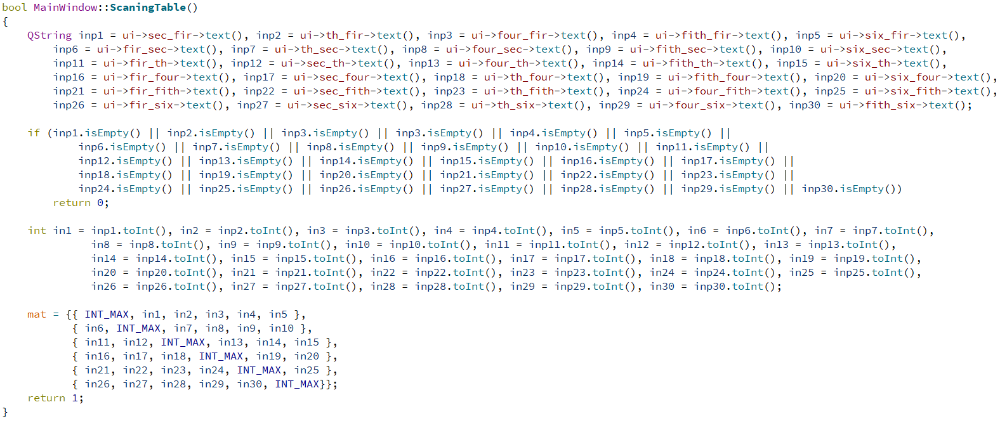 bool MainWindow::ScaningTable()
{
    QString inp1 = ui->sec_fir->text(), inp2 = ui->th_fir->text(), inp3 = ui->four_fir->text(), inp4 = ui->fith_fir->text(), inp5 = ui->six_fir->text(),
        inp6 = ui->fir_sec->text(), inp7 = ui->th_sec->text(), inp8 = ui->four_sec->text(), inp9 = ui->fith_sec->text(), inp10 = ui->six_sec->text(),
        inp11 = ui->fir_th->text(), inp12 = ui->sec_th->text(), inp13 = ui->four_th->text(), inp14 = ui->fith_th->text(), inp15 = ui->six_th->text(),
        inp16 = ui->fir_four->text(), inp17 = ui->sec_four->text(), inp18 = ui->th_four->text(), inp19 = ui->fith_four->text(), inp20 = ui->six_four->text(),
        inp21 = ui->fir_fith->text(), inp22 = ui->sec_fith->text(), inp23 = ui->th_fith->text(), inp24 = ui->four_fith->text(), inp25 = ui->six_fith->text(),
        inp26 = ui->fir_six->text(), inp27 = ui->sec_six->text(), inp28 = ui->th_six->text(), inp29 = ui->four_six->text(), inp30 = ui->fith_six->text();

    if (inp1.isEmpty() || inp2.isEmpty() || inp3.isEmpty() || inp3.isEmpty() || inp4.isEmpty() || inp5.isEmpty() ||
            inp6.isEmpty() || inp7.isEmpty() || inp8.isEmpty() || inp9.isEmpty() || inp10.isEmpty() || inp11.isEmpty() ||
            inp12.isEmpty() || inp13.isEmpty() || inp14.isEmpty() || inp15.isEmpty() || inp16.isEmpty() || inp17.isEmpty() ||
            inp18.isEmpty() || inp19.isEmpty() || inp20.isEmpty() || inp21.isEmpty() || inp22.isEmpty() || inp23.isEmpty() ||
            inp24.isEmpty() || inp25.isEmpty() || inp26.isEmpty() || inp27.isEmpty() || inp28.isEmpty() || inp29.isEmpty() || inp30.isEmpty())
        return 0;

    int in1 = inp1.toInt(), in2 = inp2.toInt(), in3 = inp3.toInt(), in4 = inp4.toInt(), in5 = inp5.toInt(), in6 = inp6.toInt(), in7 = inp7.toInt(),
              in8 = inp8.toInt(), in9 = inp9.toInt(), in10 = inp10.toInt(), in11 = inp11.toInt(), in12 = inp12.toInt(), in13 = inp13.toInt(),
              in14 = inp14.toInt(), in15 = inp15.toInt(), in16 = inp16.toInt(), in17 = inp17.toInt(), in18 = inp18.toInt(), in19 = inp19.toInt(),
              in20 = inp20.toInt(), in21 = inp21.toInt(), in22 = inp22.toInt(), in23 = inp23.toInt(), in24 = inp24.toInt(), in25 = inp25.toInt(),
              in26 = inp26.toInt(), in27 = inp27.toInt(), in28 = inp28.toInt(), in29 = inp29.toInt(), in30 = inp30.toInt();

    mat = {{ INT_MAX, in1, in2, in3, in4, in5 },
           { in6, INT_MAX, in7, in8, in9, in10 },
           { in11, in12, INT_MAX, in13, in14, in15 },
           { in16, in17, in18, INT_MAX, in19, in20 },
           { in21, in22, in23, in24, INT_MAX, in25 },
           { in26, in27, in28, in29, in30, INT_MAX}};
    return 1;
}